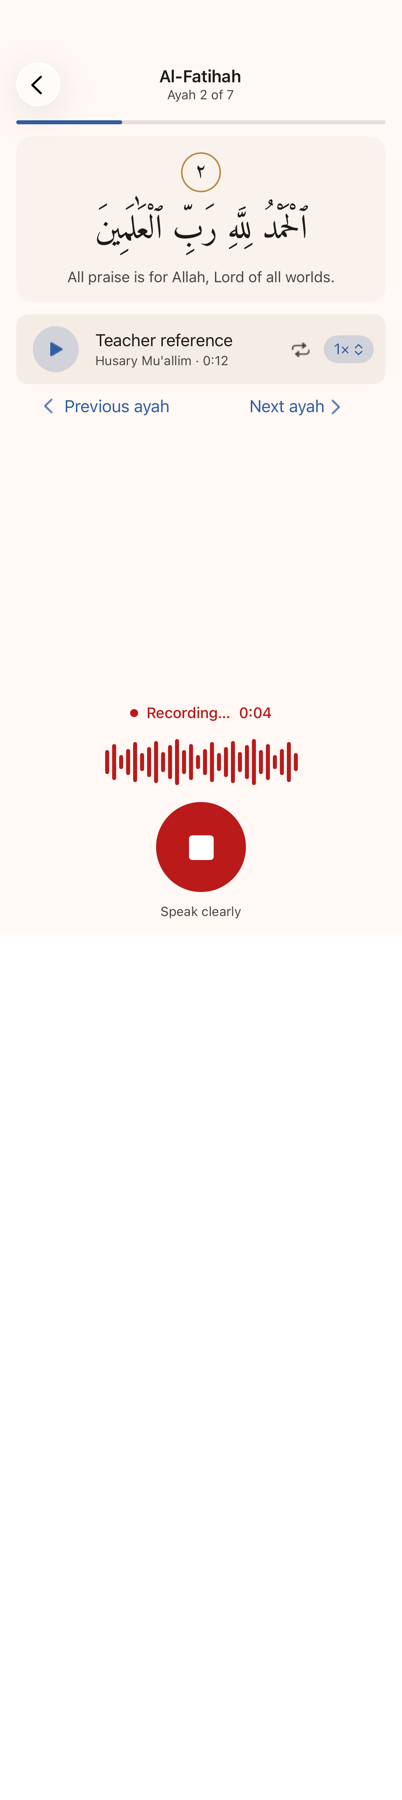 Al-Fatihah
Ayah 2 of 7
٢
ٱلْحَمْدُ لِلَّهِ رَبِّ ٱلْعَٰلَمِينَ
All praise is for Allah, Lord of all worlds.
Teacher reference
Husary Mu'allim · 0:12
1×
Previous ayah
Next ayah
Recording... 0:04
Speak clearly